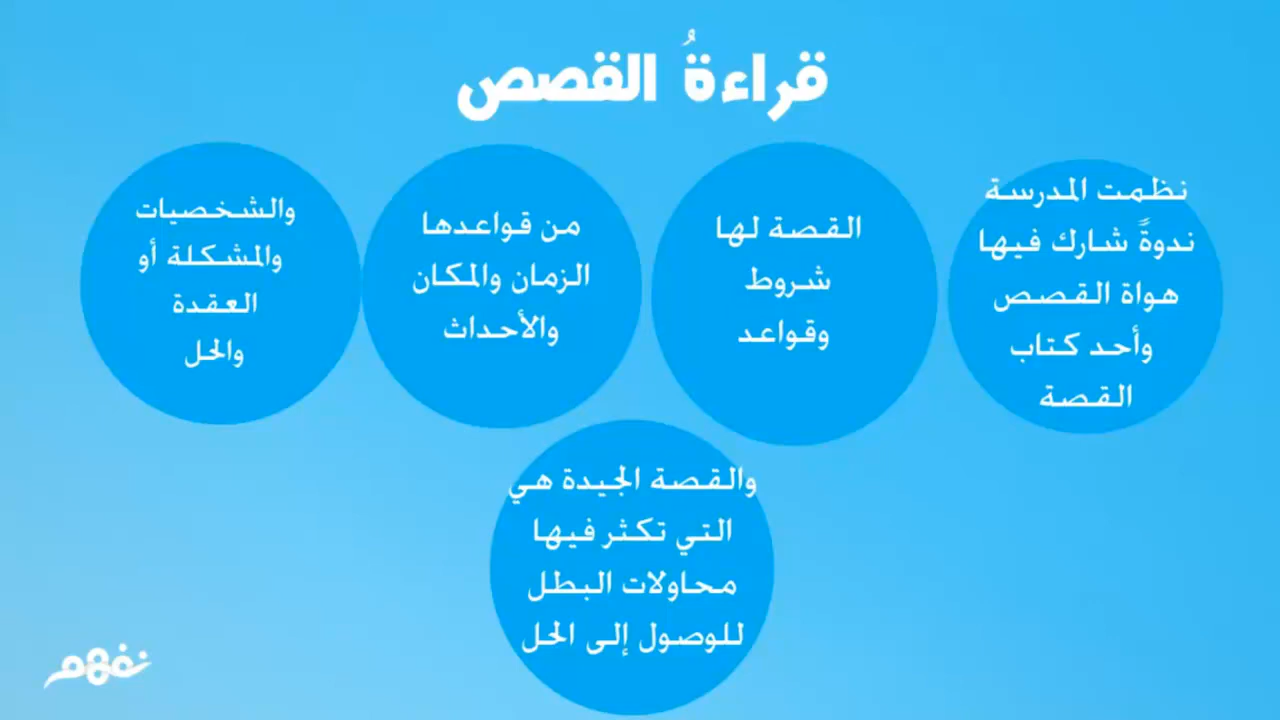 قراءةُ القصص
نظمت المدرسة
ندوةً شارك فيها
هواة القصص
وأحد كتاب
القصة
القصة لها
شروط
وقواعد
من قواعدها
الزمان والمكان
والأحداث
والشخصيات
والمشكلة أو
العقدة
والحل
والقصة الجيدة هي
التي تكثر فيها
محاولات البطل
للوصول إلى الحل
نفهم